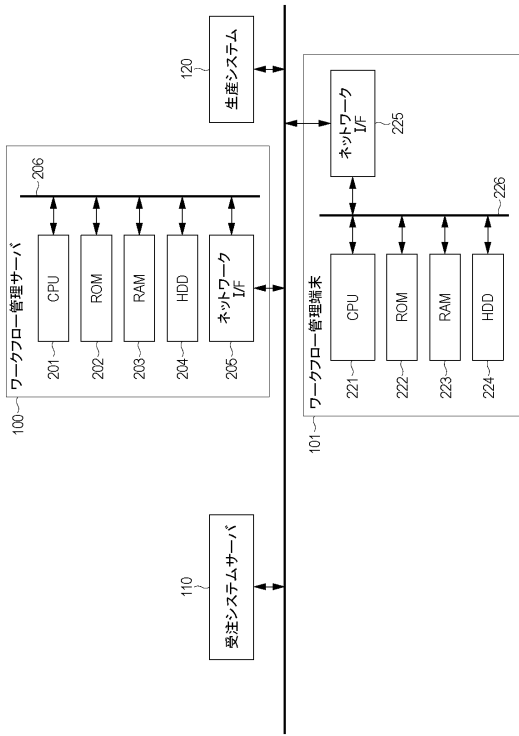 100
ワークフロー管理サーバ
201
CPU
202
ROM
203
RAM
204
HDD
205
ネットワーク
I/F
206
110
受注システムサーバ
120
生産システム
101
ワークフロー管理端末
221
CPU
222
ROM
223
RAM
224
HDD
ネットワーク
I/F
225
226